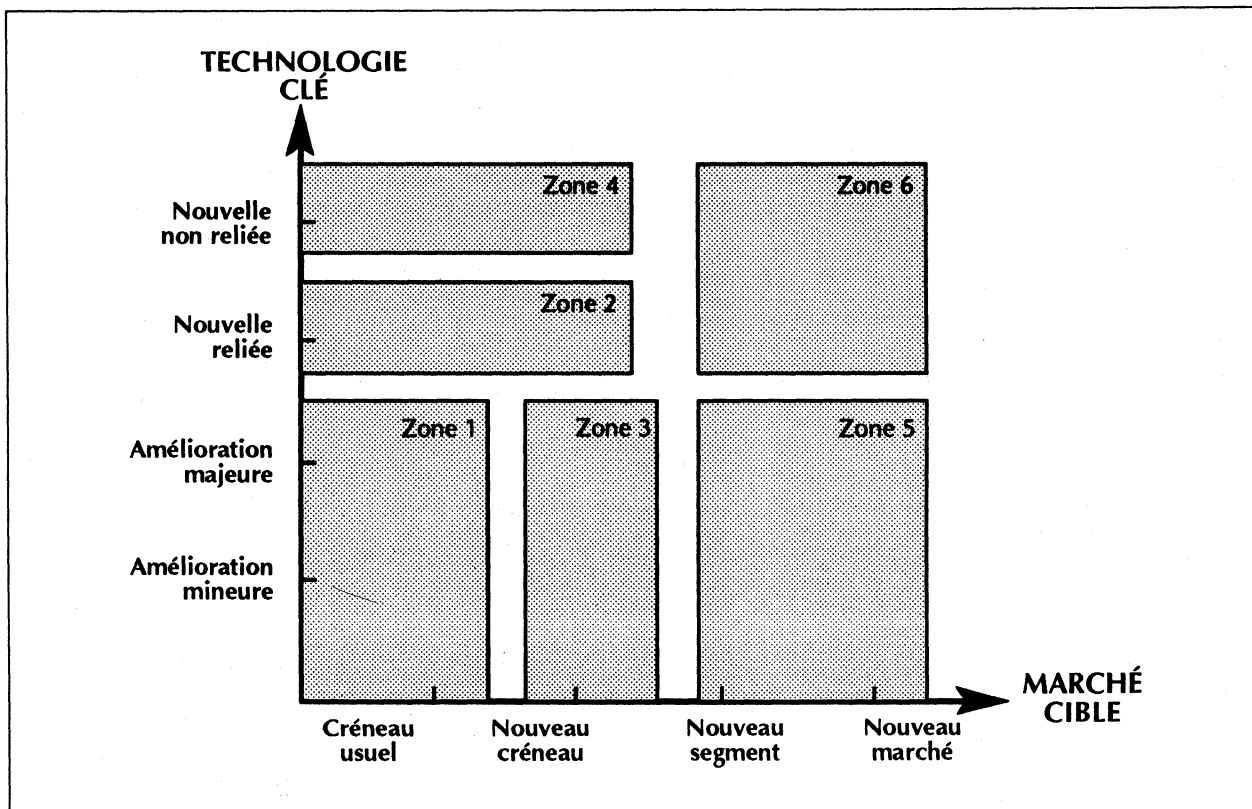 TECHNOLOGIE
CLÉ
Zone 4
Zone 6
Nouvelle
non reliée
Zone 2
Nouvelle
reliée
Zone 1
Zone 3
Zone 5
Amélioration
majeure
Amélioration
mineure
MARCHÉ
CIBLE
Créneau
usuel
Nouveau
créneau
Nouveau
segment
Nouveau
marché